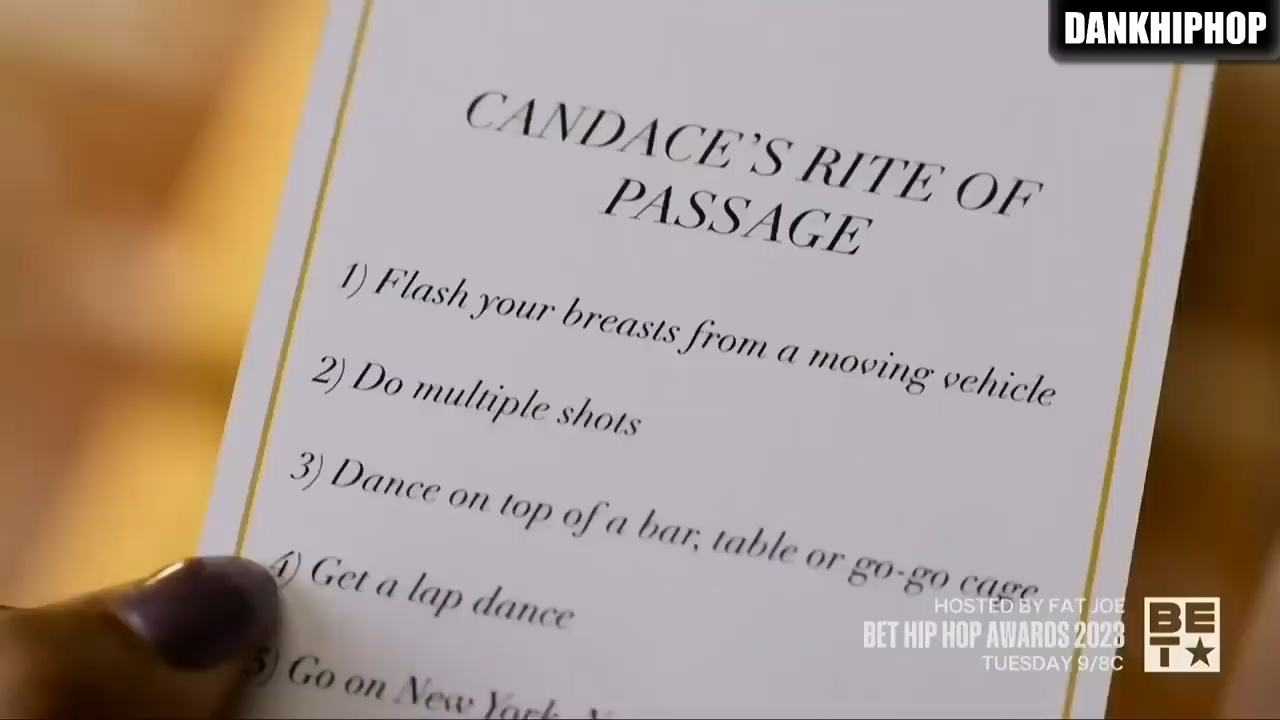 DANKHIPHOP
CANDACE'S RITE OF
PASSAGE
1) Flash your breasts from a moving vehicle
2) Do multiple shots
3) Dance on top of a bar, table or go-go cage
4) Get a lap dance
5) Go on New York
HOSTED BY FAT JOE
BET HIP HOP AWARDS 2023
TUESDAY 9/8C
BET